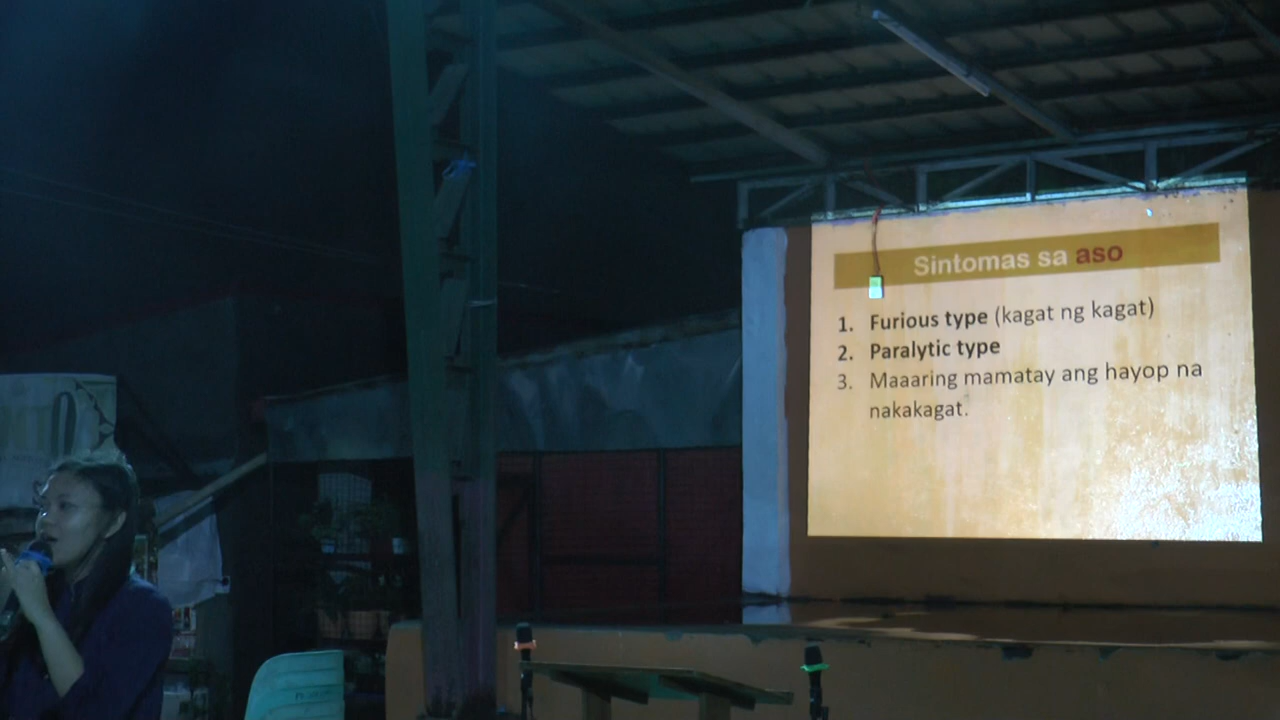 Sintomas sa aso
1. Furious type (kagat ng kagat)
2. Paralytic type
3. Maaaring mamatay ang hayop na
nakakagat.